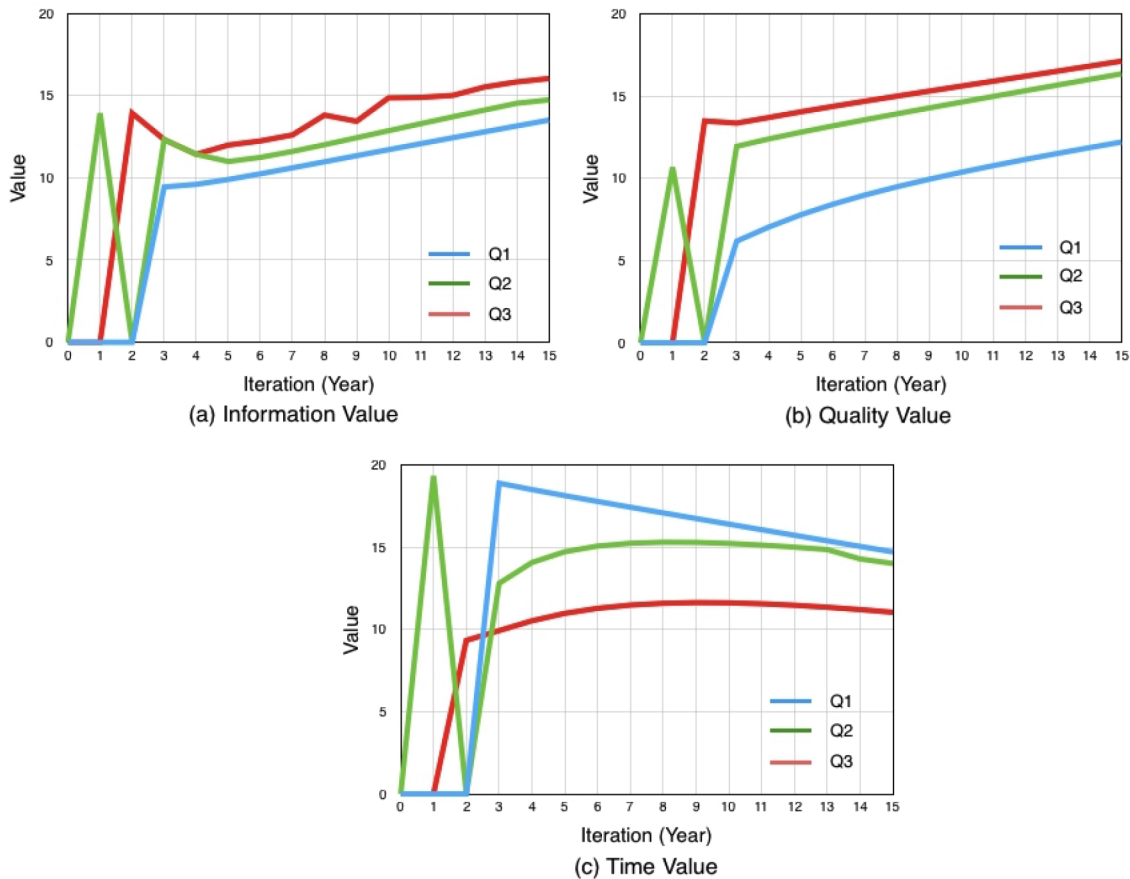 20
15
10
5
0
Value
Q1
Q2
Q3
0 1 2 3 4 5 6 7 8 9 10 11 12 13 14 15
Iteration (Year)
(a) Information Value
20
15
10
5
0
Value
Q1
Q2
Q3
0 1 2 3 4 5 6 7 8 9 10 11 12 13 14 15
Iteration (Year)
(b) Quality Value
20
15
10
5
0
Value
Q1
Q2
Q3
0 1 2 3 4 5 6 7 8 9 10 11 12 13 14 15
Iteration (Year)
(c) Time Value